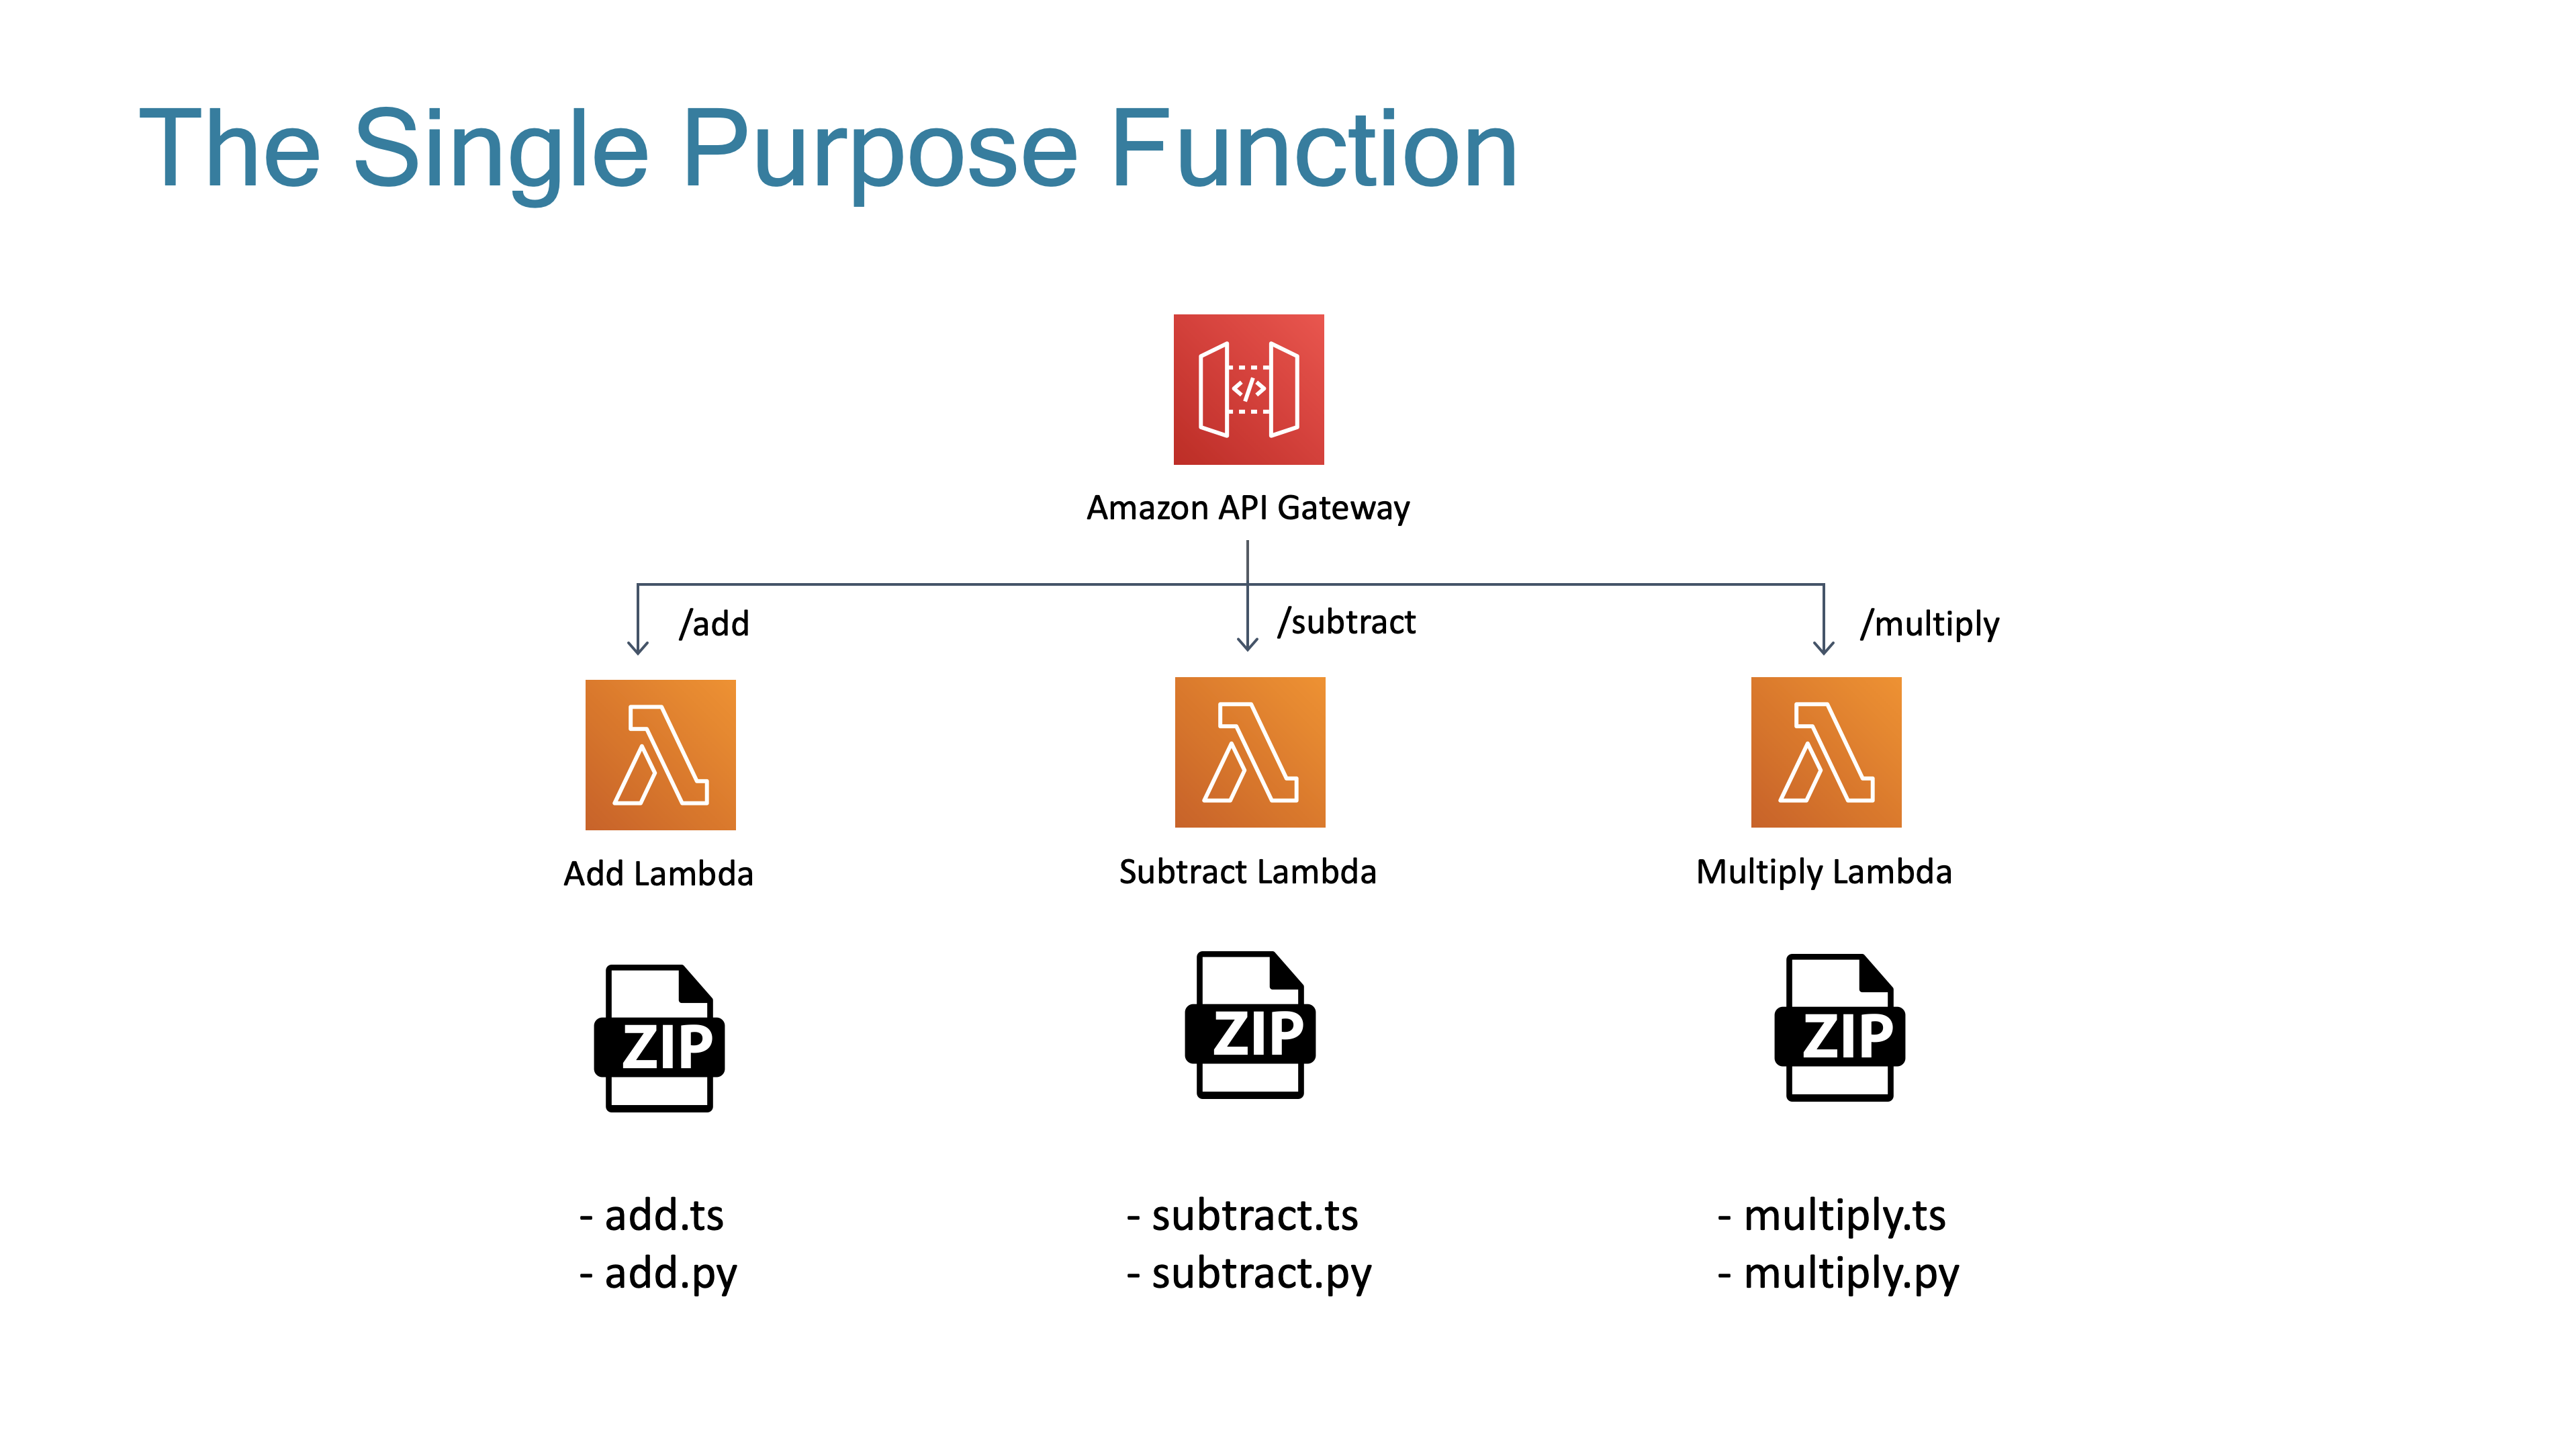 The Single Purpose Function
</>
Amazon API Gateway
/add
/subtract
/multiply
Add Lambda
Subtract Lambda
Multiply Lambda
ZIP
ZIP
ZIP
- add.ts
- add.py
- subtract.ts
- subtract.py
- multiply.ts
- multiply.py